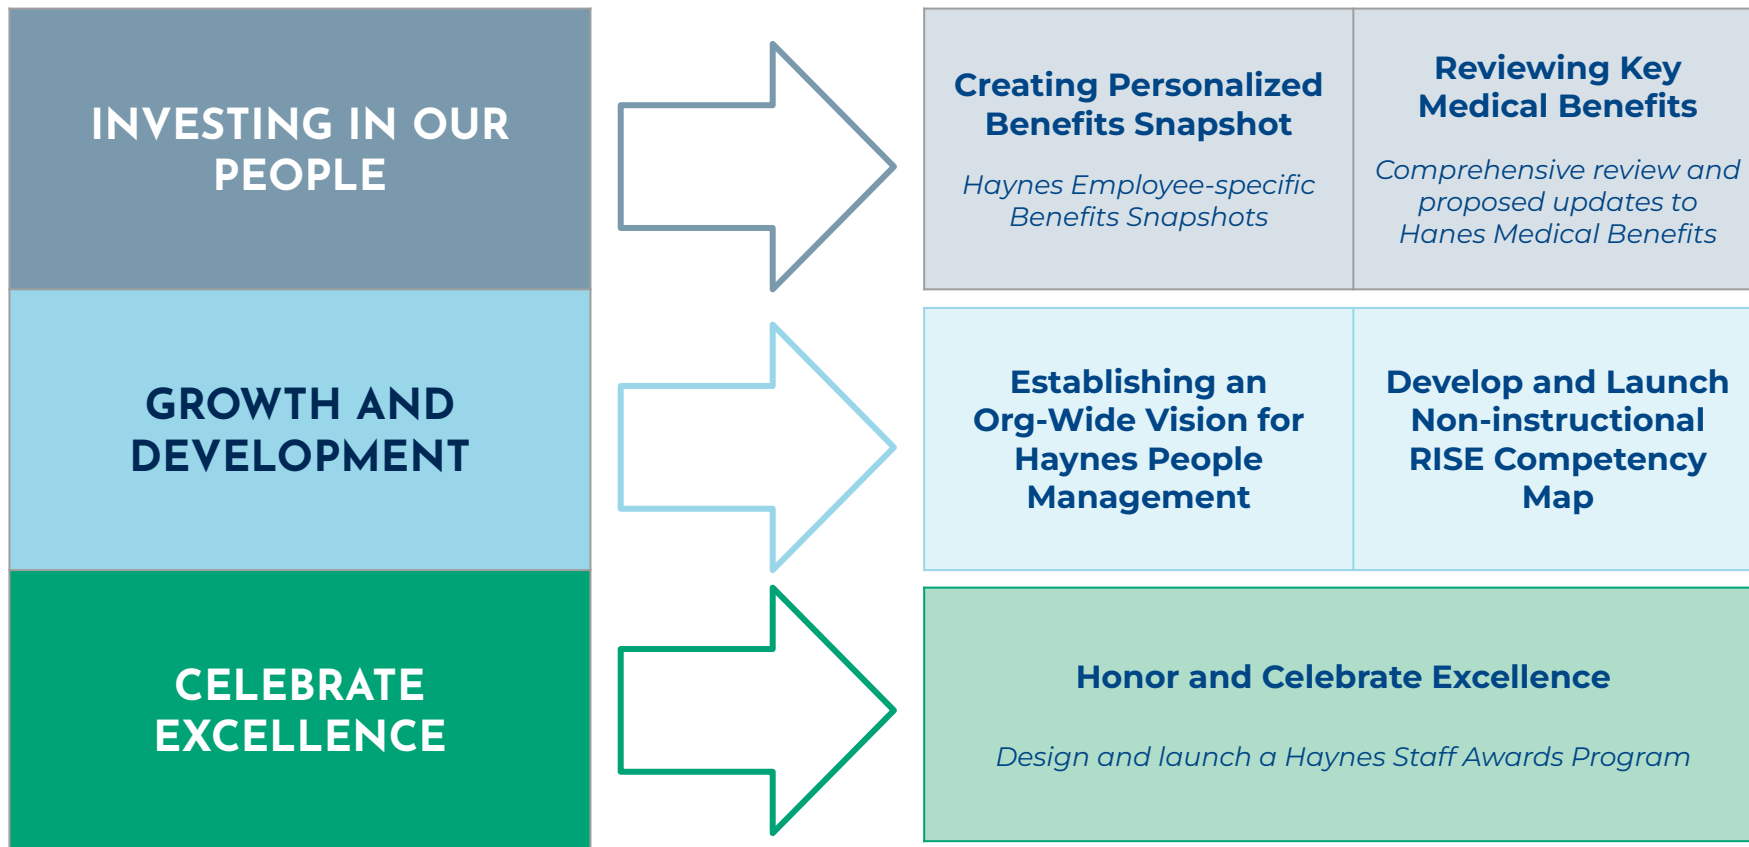 INVESTING IN OUR
PEOPLE
Creating Personalized
Benefits Snapshot
Haynes Employee-specific
Benefits Snapshots
Reviewing Key
Medical Benefits
Comprehensive review and
proposed updates to
Hanes Medical Benefits
GROWTH AND
DEVELOPMENT
Establishing an
Org-Wide Vision for
Haynes People
Management
Develop and Launch
Non-instructional
RISE Competency
Map
CELEBRATE
EXCELLENCE
Honor and Celebrate Excellence
Design and launch a Haynes Staff Awards Program